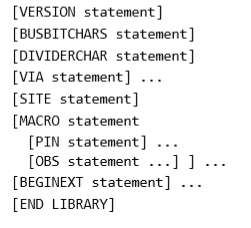 [VERSION statement]
[BUSBITCHARS statement]
[DIVIDERCHAR statement]
[VIA statement] ...
[SITE statement]
[MACRO statement
[PIN statement] ...
[OBS statement ...] ] ...
[BEGINEXT statement] ...
[END LIBRARY]